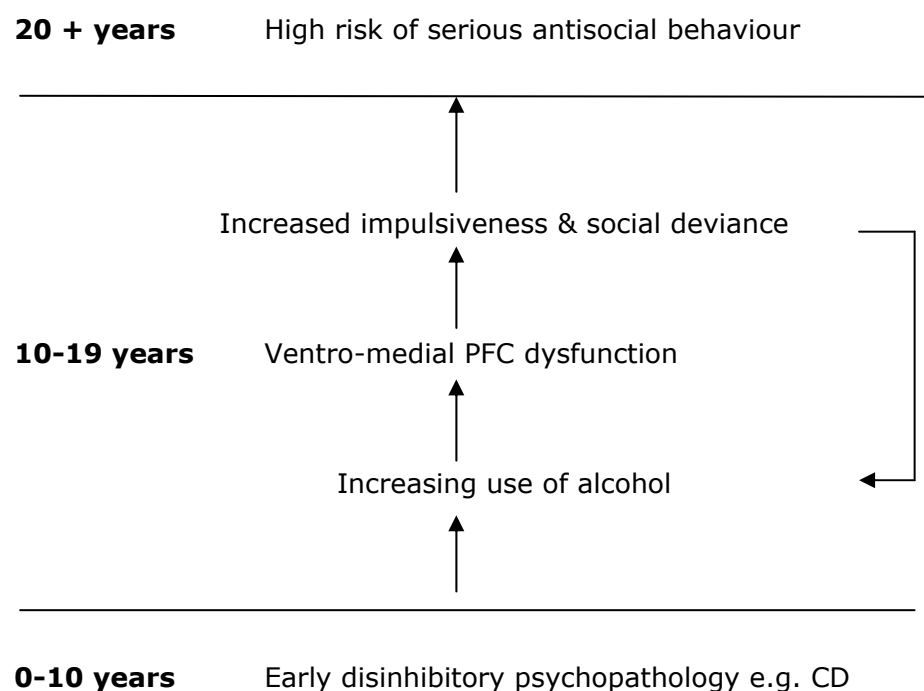 20 + years High risk of serious antisocial behaviour
Increased impulsiveness & social deviance
10-19 years Ventro-medial PFC dysfunction
Increasing use of alcohol
0-10 years Early disinhibitory psychopathology e.g. CD